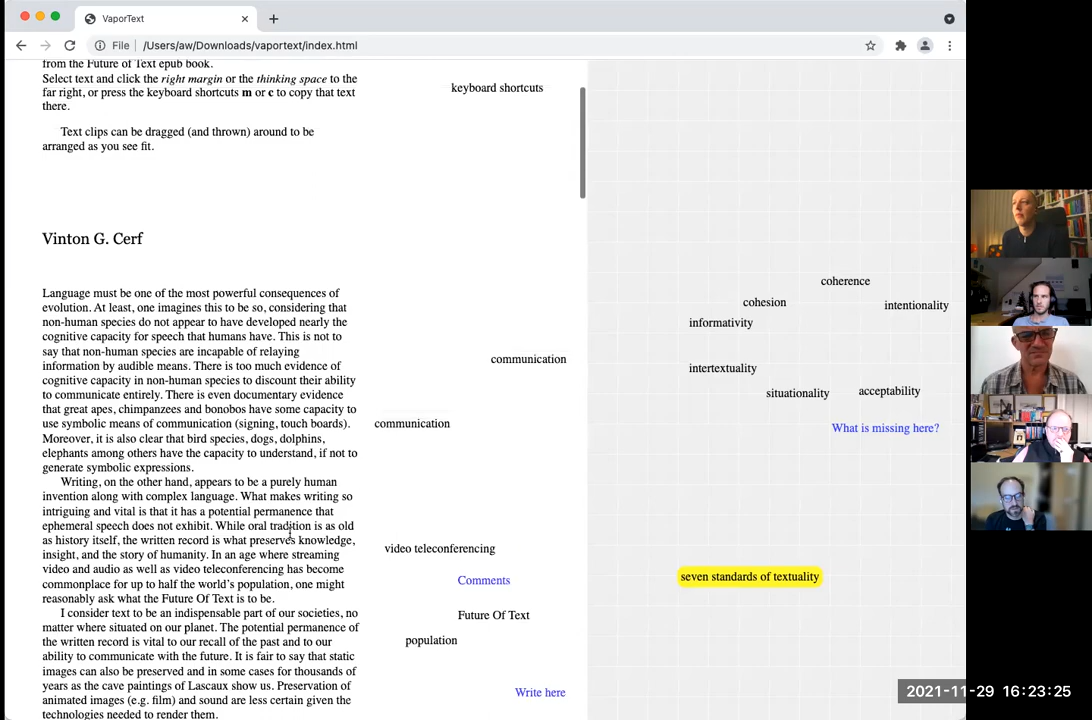 VaporText
File
/Users/aw/Downloads/vaportext/index.html
from the Future of Text epub book.
Select text and click the right margin or the thinking space to the
far right, or press the keyboard shortcuts m or c to copy that text
there.
Text clips can be dragged (and thrown) around to be
arranged as you see fit.
Vinton G. Cerf
Language must be one of the most powerful consequences of
evolution. At least, one imagines this to be so, considering that
non-human species do not appear to have developed nearly the
cognitive capacity for speech that humans have. This is not to
say that non-human species are incapable of relaying
information by audible means. There is too much evidence of
cognitive capacity in non-human species to discount their ability
to communicate entirely. There is even documentary evidence
that great apes, chimpanzees and bonobos have some capacity to
use symbolic means of communication (signing, touch boards).
Moreover, it is also clear that bird species, dogs, dolphins,
elephants among others have the capacity to understand, if not to
generate symbolic expressions.
Writing, on the other hand, appears to be a purely human
invention along with complex language. What makes writing so
intriguing and vital is that it has a potential permanence that
ephemeral speech does not exhibit. While oral tradition is as old
as history itself, the written record is what preserves knowledge,
insight, and the story of humanity. In an age where streaming
video and audio as well as video teleconferencing has become
commonplace for up to half the world's population, one might
reasonably ask what the Future Of Text is to be.
I consider text to be an indispensable part of our societies, no
matter where situated on our planet. The potential permanence of
the written record is vital to our recall of the past and to our
ability to communicate with the future. It is fair to say that static
images can also be preserved and in some cases for thousands of
years as the cave paintings of Lascaux show us. Preservation of
animated images (e.g. film) and sound are less certain given the
technologies needed to render them.
keyboard shortcuts
communication
communication
video teleconferencing
Comments
Future Of Text
population
Write here
coherence
cohesion
intentionality
informativity
intertextuality
situationality
acceptability
What is missing here?
seven standards of textuality
2021-11-29 16:23:25